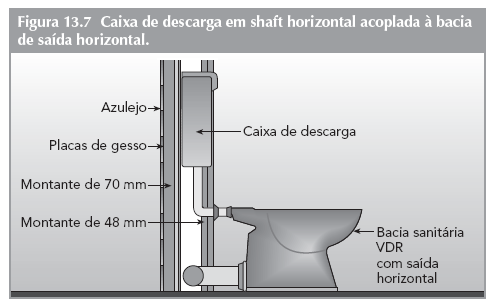 Figura 13.7 Caixa de descarga em shaft horizontal acoplada à bacia
de saída horizontal.
Azulejo
Caixa de descarga
Placas de gesso
Montante de 70 mm
Montante de 48 mm
Bacia sanitária
VDR
com saída
horizontal